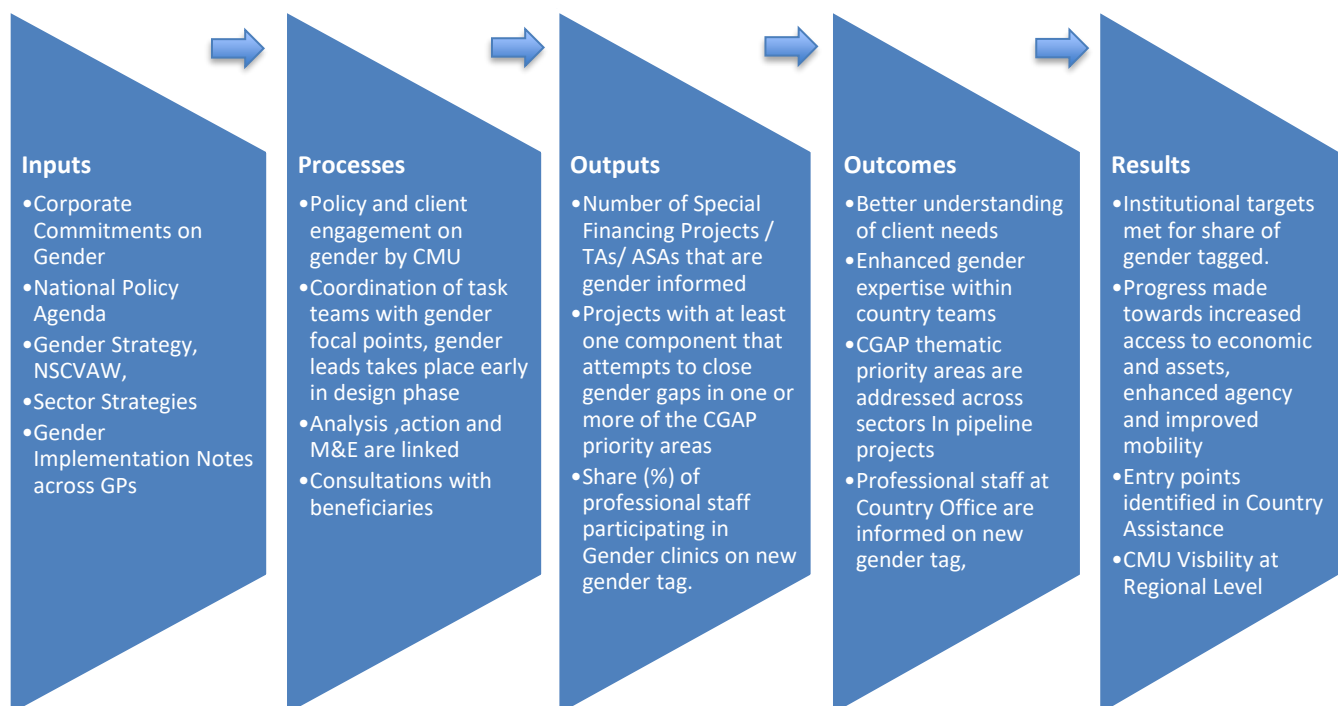 Inputs
•Corporate
Commitments on
Gender
•National Policy
Agenda
•Gender Strategy,
NSCVAW,
•Sector Strategies
•Gender
Implementation Notes
across GPs
Processes
•Policy and client
engagement on
gender by CMU
•Coordination of task
teams with gender
focal points, gender
leads takes place early
in design phase
•Analysis ,action and
M&E are linked
•Consultations with
beneficiaries
Outputs
•Number of Special
Financing Projects /
TAs/ ASAs that are
gender informed
•Projects with at least
one component that
attempts to close
gender gaps in one or
more of the CGAP
priority areas
•Share (%) of
professional staff
participating in
Gender clinics on new
gender tag.
Outcomes
•Better understanding
of client needs
•Enhanced gender
expertise within
country teams
•CGAP thematic
priority areas are
addressed across
sectors In pipeline
projects
•Professional staff at
Country Office are
informed on new
gender tag,
Results
•Institutional targets
met for share of
gender tagged.
•Progress made
towards increased
access to economic
and assets,
enhanced agency
and improved
mobility
•Entry points
identified in Country
Assistance
•CMU Visbility at
Regional Level